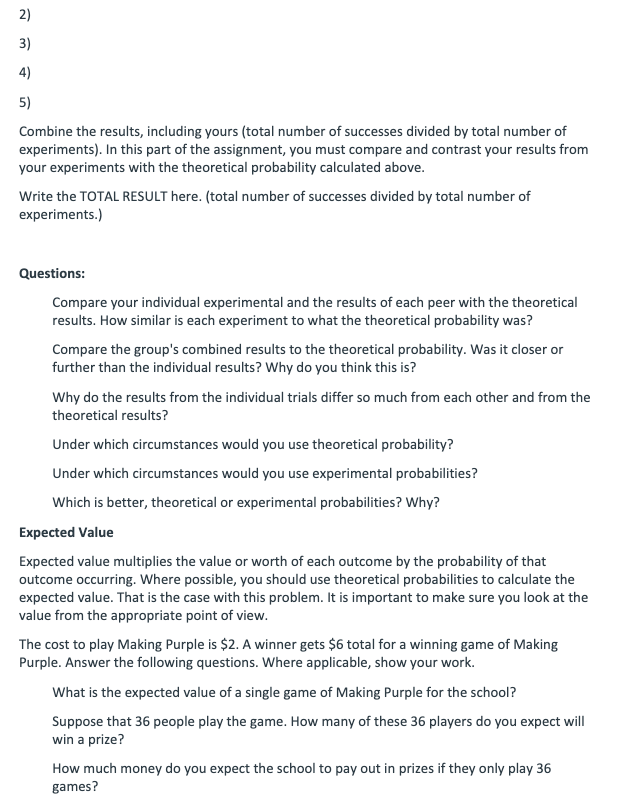 2)
3)
4)
5)
Combine the results, including yours (total number of successes divided by total number of
experiments). In this part of the assignment, you must compare and contrast your results from
your experiments with the theoretical probability calculated above.
Write the TOTAL RESULT here. (total number of successes divided by total number of
experiments.)
Questions:
Compare your individual experimental and the results of each peer with the theoretical
results. How similar is each experiment to what the theoretical probability was?
Compare the group's combined results to the theoretical probability. Was it closer or
further than the individual results? Why do you think this is?
Why do the results from the individual trials differ so much from each other and from the
theoretical results?
Under which circumstances would you use theoretical probability?
Under which circumstances would you use experimental probabilities?
Which is better, theoretical or experimental probabilities? Why?
Expected Value
Expected value multiplies the value or worth of each outcome by the probability of that
outcome occurring. Where possible, you should use theoretical probabilities to calculate the
expected value. That is the case with this problem. It is important to make sure you look at the
value from the appropriate point of view.
The cost to play Making Purple is $2. A winner gets $6 total for a winning game of Making
Purple. Answer the following questions. Where applicable, show your work.
What is the expected value of a single game of Making Purple for the school?
Suppose that 36 people play the game. How many of these 36 players do you expect will
win a prize?
How much money do you expect the school to pay out in prizes if they only play 36
games?